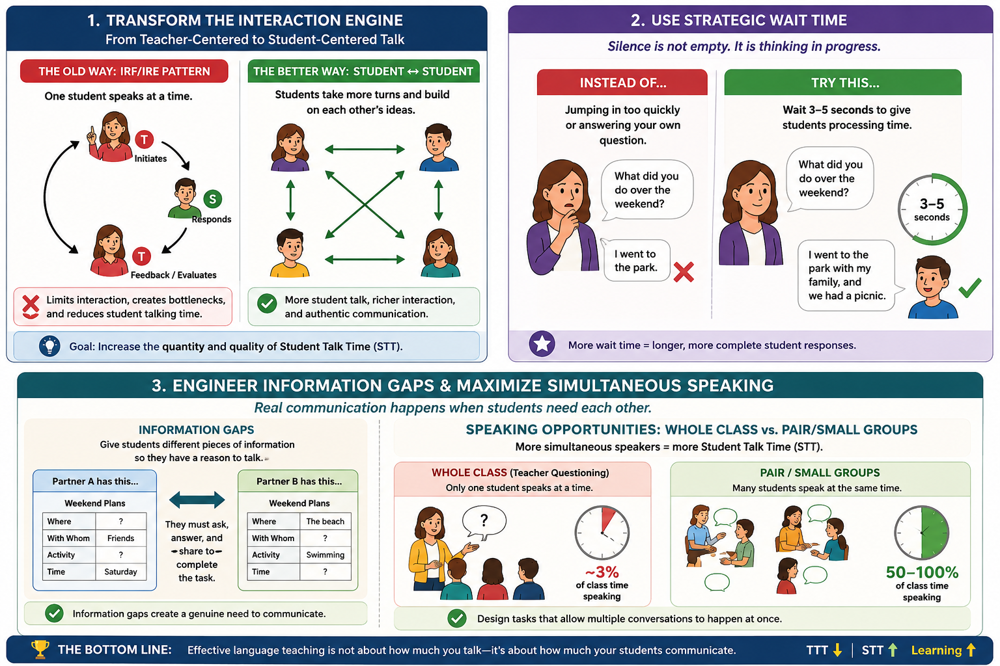 1. TRANSFORM THE INTERACTION ENGINE
From Teacher-Centered to Student-Centered Talk
THE OLD WAY: IRF/IRE PATTERN
One student speaks at a time.
T
Initiates
S
Responds
T
Feedback / Evaluates
Limits interaction, creates bottlenecks,
and reduces student talking time.
THE BETTER WAY: STUDENT ↔ STUDENT
Students take more turns and build
on each other's ideas.
More student talk, richer interaction,
and authentic communication.
Goal: Increase the quantity and quality of Student Talk Time (STT).
2. USE STRATEGIC WAIT TIME
Silence is not empty. It is thinking in progress.
INSTEAD OF...
Jumping in too quickly
or answering your own
question.
What did you
do over the
weekend?
I went to
the park.
TRY THIS...
Wait 3–5 seconds to give
students processing time.
What did you
do over the
weekend?
3–5
seconds
I went to the
park with my
family, and
we had a picnic.
More wait time = longer, more complete student responses.
3. ENGINEER INFORMATION GAPS & MAXIMIZE SIMULTANEOUS SPEAKING
Real communication happens when students need each other.
INFORMATION GAPS
Give students different pieces of information
so they have a reason to talk.
Partner A has this...
Weekend Plans
Where ?
With Whom Friends
Activity ?
Time Saturday
They must ask,
answer, and
share to
complete
the task.
Partner B has this...
Weekend Plans
Where The beach
With Whom ?
Activity Swimming
Time ?
Information gaps create a genuine need to communicate.
SPEAKING OPPORTUNITIES: WHOLE CLASS vs. PAIR/SMALL GROUPS
More simultaneous speakers = more Student Talk Time (STT).
WHOLE CLASS (Teacher Questioning)
Only one student speaks at a time.
?
~3%
of class time
speaking
PAIR / SMALL GROUPS
Many students speak at the same time.
50–100%
of class time
speaking
Design tasks that allow multiple conversations to happen at once.
THE BOTTOM LINE: Effective language teaching is not about how much you talk—it's about how much your students communicate.
TTT ↓ | STT ↑ Learning ↑